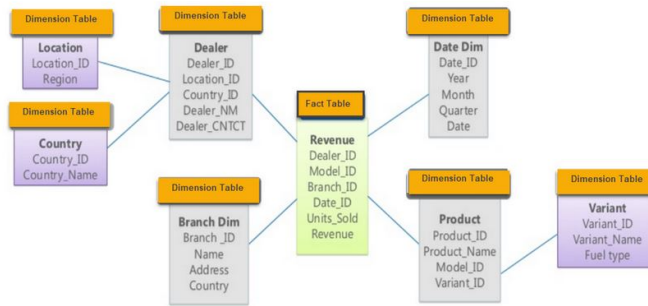 Dimension Table
Location
Location_ID
Region
Dimension Table
Country
Country_ID
Country_Name
Dimension Table
Dealer
Dealer_ID
Location_ID
Country_ID
Dealer_NM
Dealer_CNTCT
Dimension Table
Branch Dim
Branch _ID
Name
Address
Country
Fact Table
Revenue
Dealer_ID
Model_ID
Branch_ID
Date_ID
Units_Sold
Revenue
Dimension Table
Date Dim
Date_ID
Year
Month
Quarter
Date
Dimension Table
Product
Product_ID
Product_Name
Model_ID
Variant_ID
Dimension Table
Variant
Variant_ID
Variant_Name
Fuel type